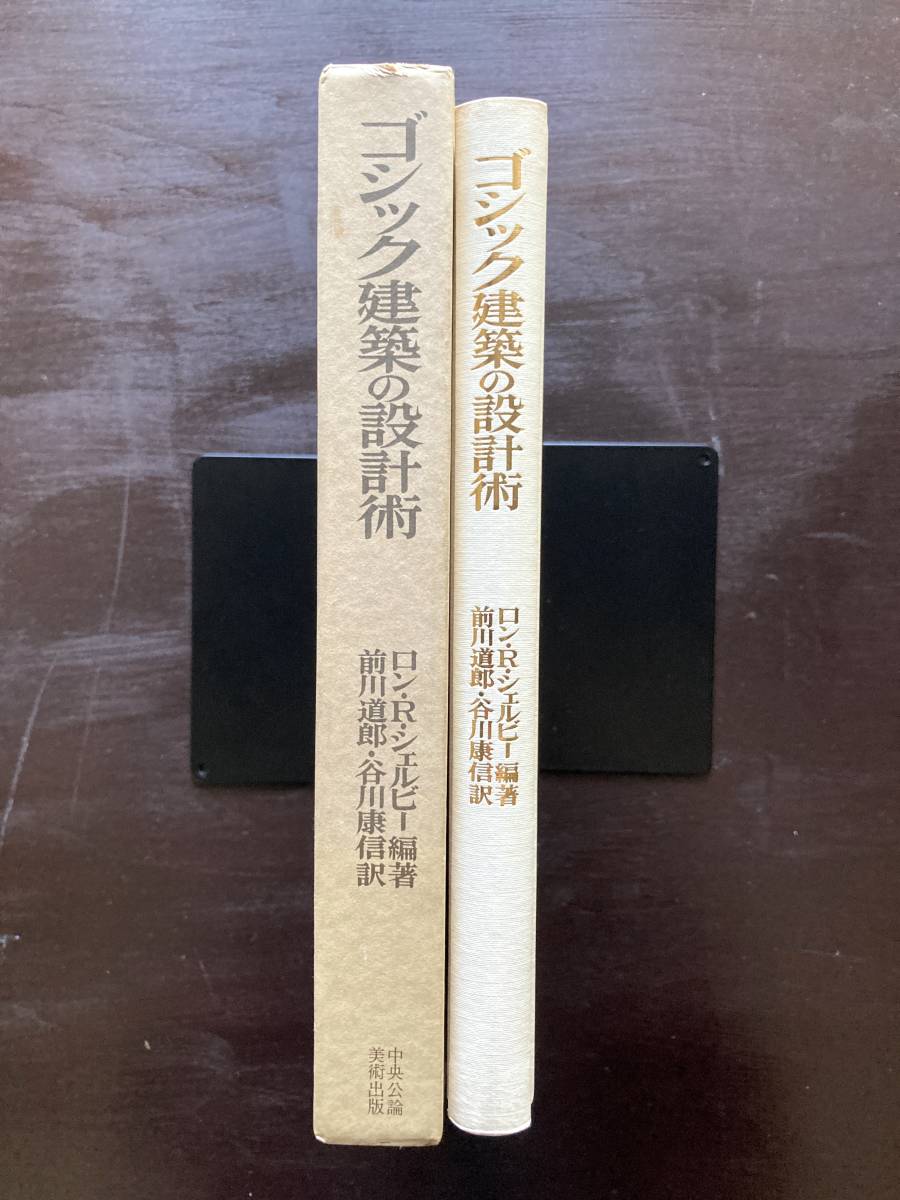 ゴシック建築の設計術
ロン・R・シェルビー編著
前川道郎・谷川康信訳
中央公論
美術出版
ゴシック建築の設計術
ロン・R・シェルビー編著
前川道郎・谷川康信訳